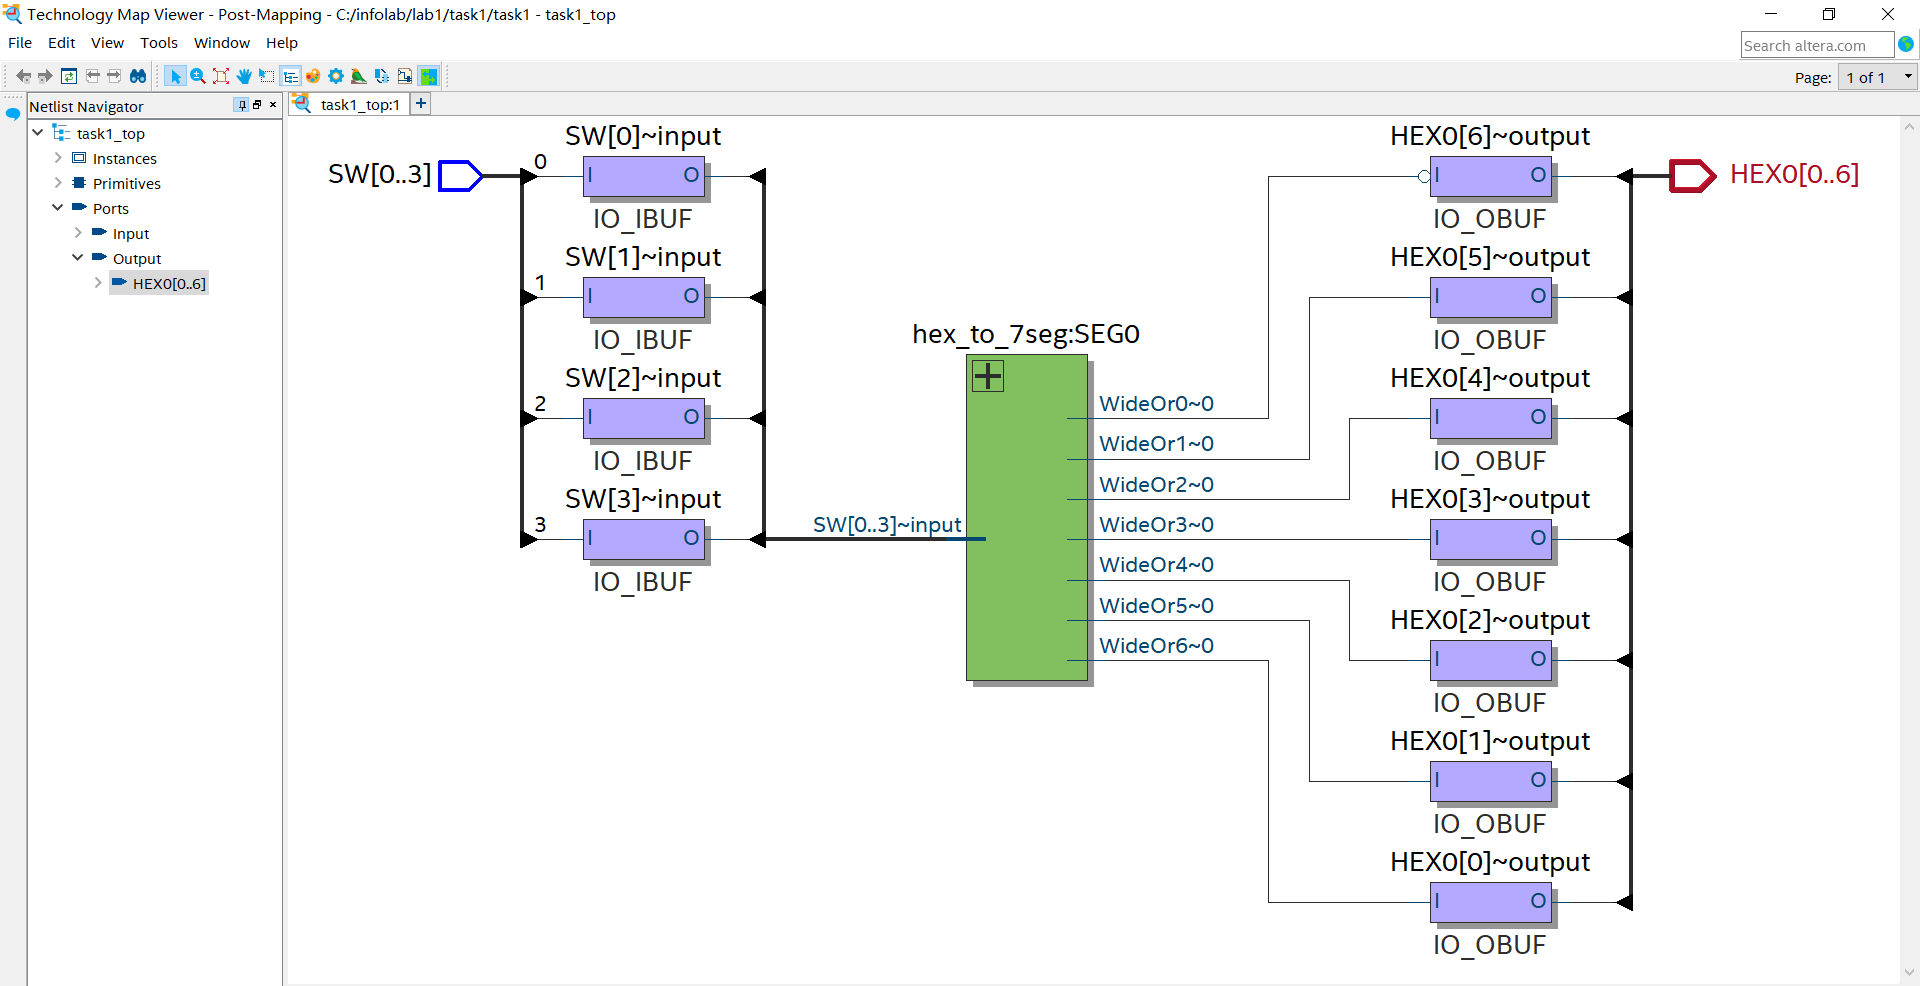 Technology Map Viewer - Post-Mapping - C:/infolab/lab1/task1/task1 - task1_top
File Edit View Tools Window Help
Search altera.com
Page: 1 of 1
Netlist Navigator
task1_top
Instances
Primitives
Ports
Input
Output
HEX0[0..6]
task1_top:1
SW[0..3]
0
SW[0]~input
I O
IO_IBUF
1
SW[1]~input
I O
IO_IBUF
2
SW[2]~input
I O
IO_IBUF
3
SW[3]~input
I O
IO_IBUF
SW[0..3]~input
hex_to_7seg:SEG0
WideOr0~0
WideOr1~0
WideOr2~0
WideOr3~0
WideOr4~0
WideOr5~0
WideOr6~0
HEX0[6]~output
I O
IO_OBUF
HEX0[5]~output
I O
IO_OBUF
HEX0[4]~output
I O
IO_OBUF
HEX0[3]~output
I O
IO_OBUF
HEX0[2]~output
I O
IO_OBUF
HEX0[1]~output
I O
IO_OBUF
HEX0[0]~output
I O
IO_OBUF
HEX0[0..6]